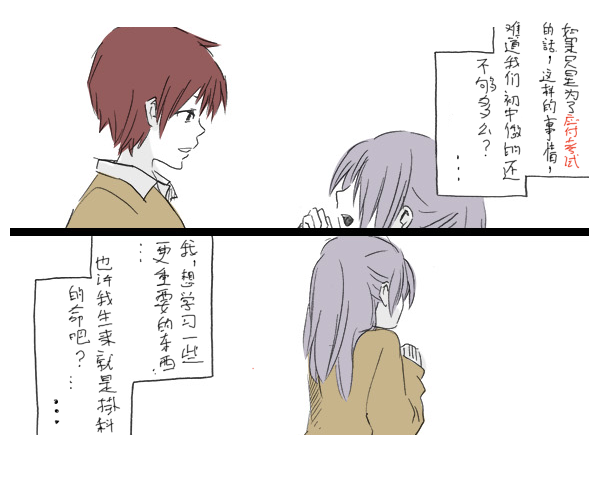 如果只是为了应付考试
的話，这样的事情，
难道我们初中做的还
不够多么？
...
我，想学习一些
更重要的东西
...
也许我生来就是掛科
的命吧？...
...